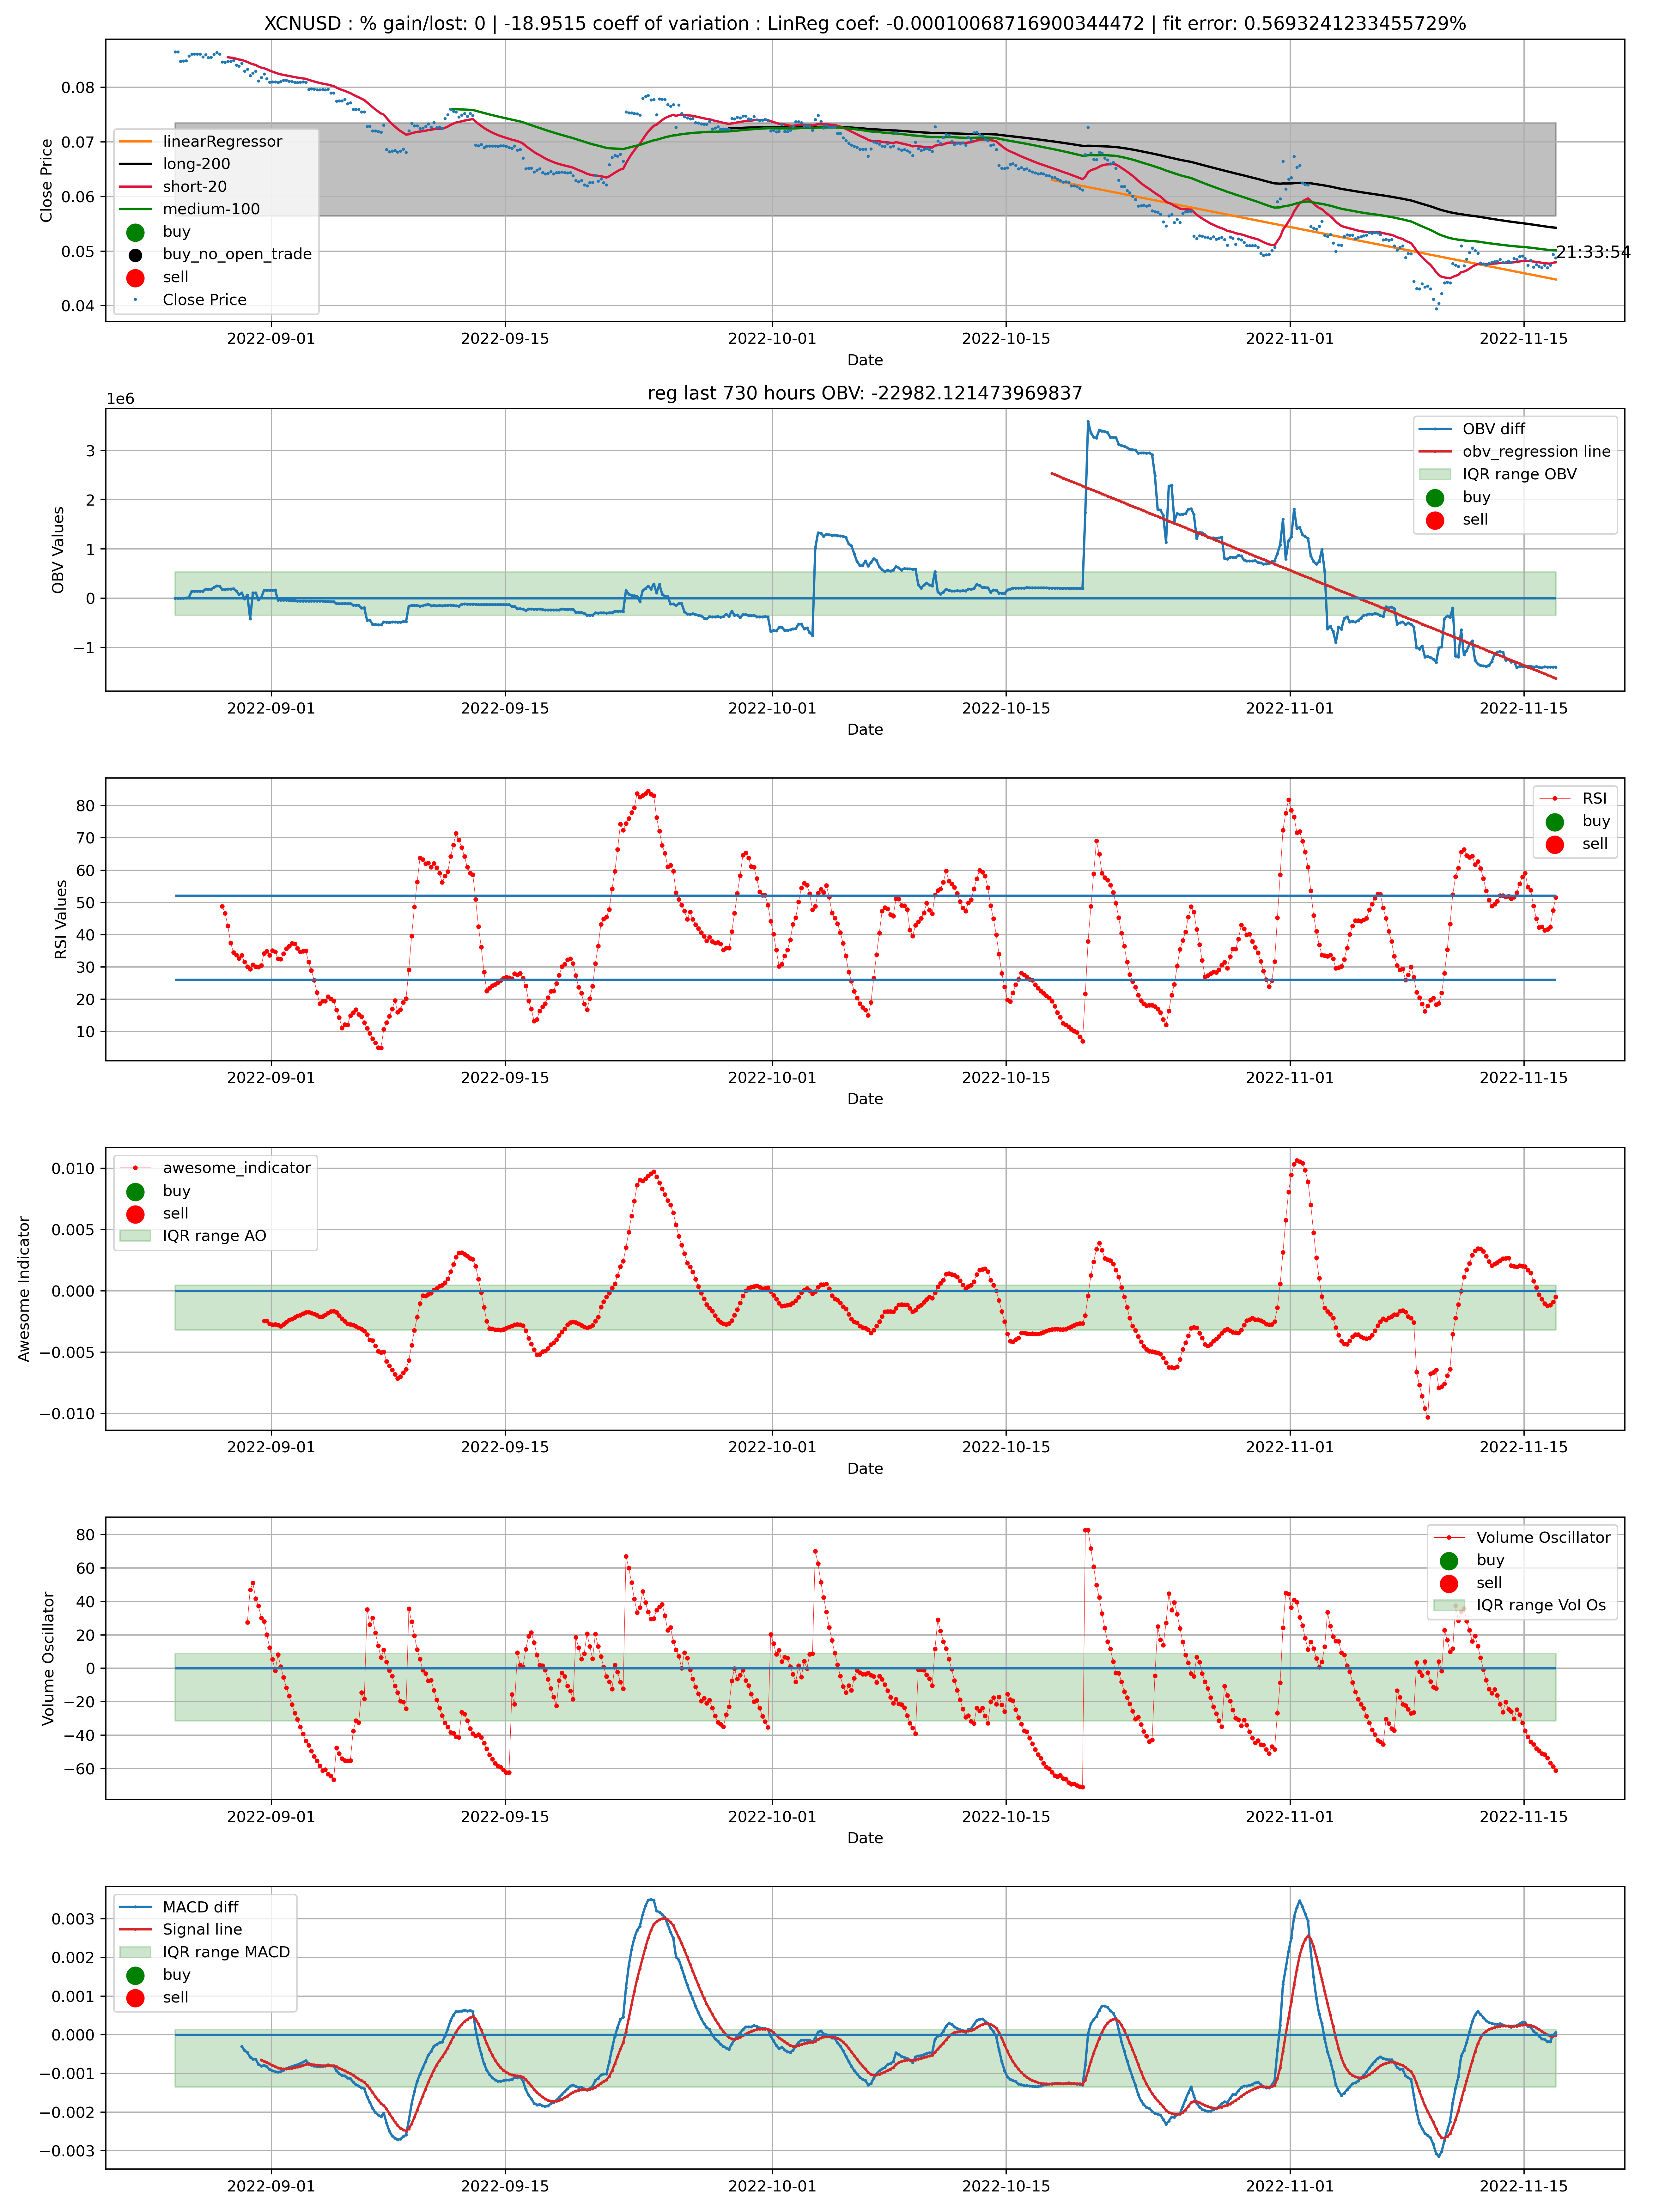 XCNUSD : % gain/lost: 0 | -18.9515 coeff of variation : LinReg coef: -0.00010068716900344472 | fit error: 0.5693241233455729%
Close Price
0.08
0.07
0.06
0.05
0.04
linearRegressor
long-200
short-20
medium-100
buy
buy_no_open_trade
sell
Close Price
21:33:54
2022-09-01 2022-09-15 2022-10-01 2022-10-15 2022-11-01 2022-11-15
Date
reg last 730 hours OBV: -22982.121473969837
1e6
OBV Values
3
2
1
0
−1
OBV diff
obv_regression line
IQR range OBV
buy
sell
2022-09-01 2022-09-15 2022-10-01 2022-10-15 2022-11-01 2022-11-15
Date
RSI Values
80
70
60
50
40
30
20
10
RSI
buy
sell
2022-09-01 2022-09-15 2022-10-01 2022-10-15 2022-11-01 2022-11-15
Date
Awesome Indicator
0.010
0.005
0.000
−0.005
−0.010
awesome_indicator
buy
sell
IQR range AO
2022-09-01 2022-09-15 2022-10-01 2022-10-15 2022-11-01 2022-11-15
Date
Volume Oscillator
80
60
40
20
0
−20
−40
−60
Volume Oscillator
buy
sell
IQR range Vol Os
2022-09-01 2022-09-15 2022-10-01 2022-10-15 2022-11-01 2022-11-15
Date
0.003
0.002
0.001
0.000
−0.001
−0.002
−0.003
MACD diff
Signal line
IQR range MACD
buy
sell
2022-09-01 2022-09-15 2022-10-01 2022-10-15 2022-11-01 2022-11-15